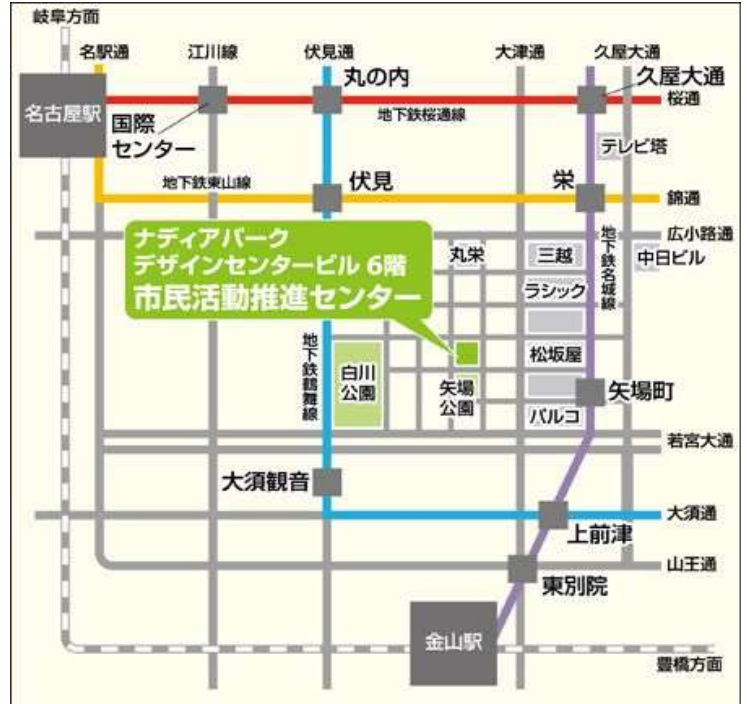 岐阜方面
名駅通
江川線
伏見通
大津通
久屋大通
名古屋駅
国際
センター
丸の内
久屋大通
桜通
地下鉄桜通線
テレビ塔
地下鉄東山線
伏見
栄
錦通
広小路通
ナディアパーク
デザインセンタービル 6階
市民活動推進センター
丸栄
三越
地下鉄名城線
中日ビル
ラシック
地下鉄鶴舞線
白川
公園
矢場
公園
松坂屋
矢場町
パルコ
若宮大通
大須観音
大須通
上前津
山王通
東別院
金山駅
豊橋方面